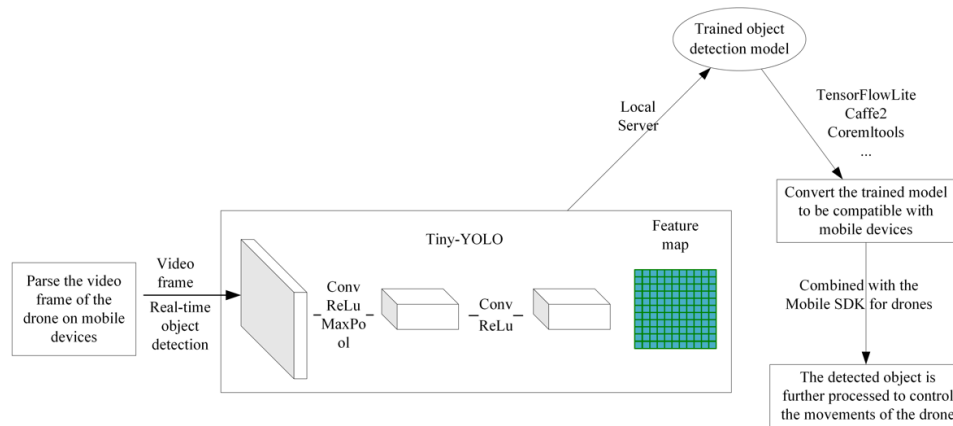 Trained object
detection model
Local
Server
TensorFlowLite
Caffe2
Coremltools
...
Convert the trained model
to be compatible with
mobile devices
Tiny-YOLO
Feature
map
Parse the video
frame of the
drone on mobile
devices
Video
frame
Real-time
object
detection
Conv
ReLu
MaxPo
ol
Conv
ReLu
Combined with the
Mobile SDK for drones
The detected object is
further processed to control
the movements of the drone